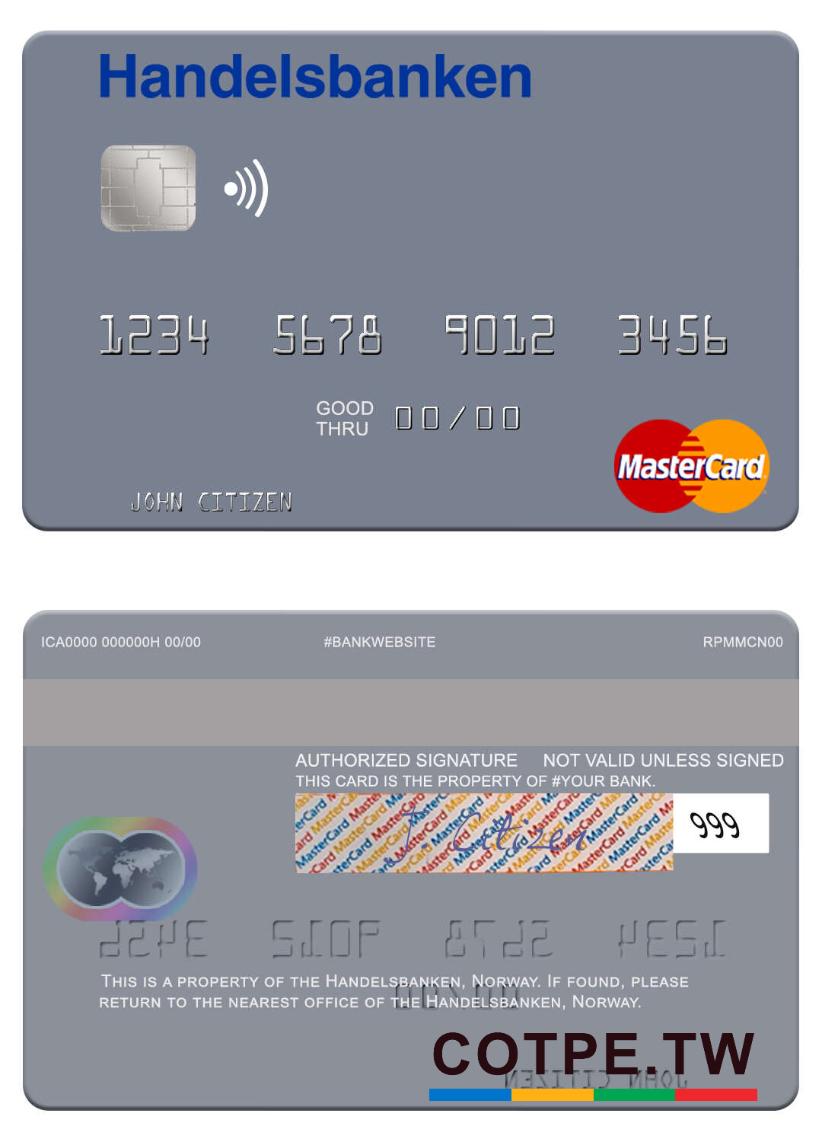 Handelsbanken
1234 5678 9012 3456
GOOD THRU 00/00
MasterCard
JOHN CITIZEN
ICA0000 000000H 00/00 #BANKWEBSITE RPMMCN00
AUTHORIZED SIGNATURE NOT VALID UNLESS SIGNED
THIS CARD IS THE PROPERTY OF #YOUR BANK.
J. Citizen 999
THIS IS A PROPERTY OF THE HANDELSBANKEN, NORWAY. IF FOUND, PLEASE
RETURN TO THE NEAREST OFFICE OF THE HANDELSBANKEN, NORWAY.
COTPE.TW